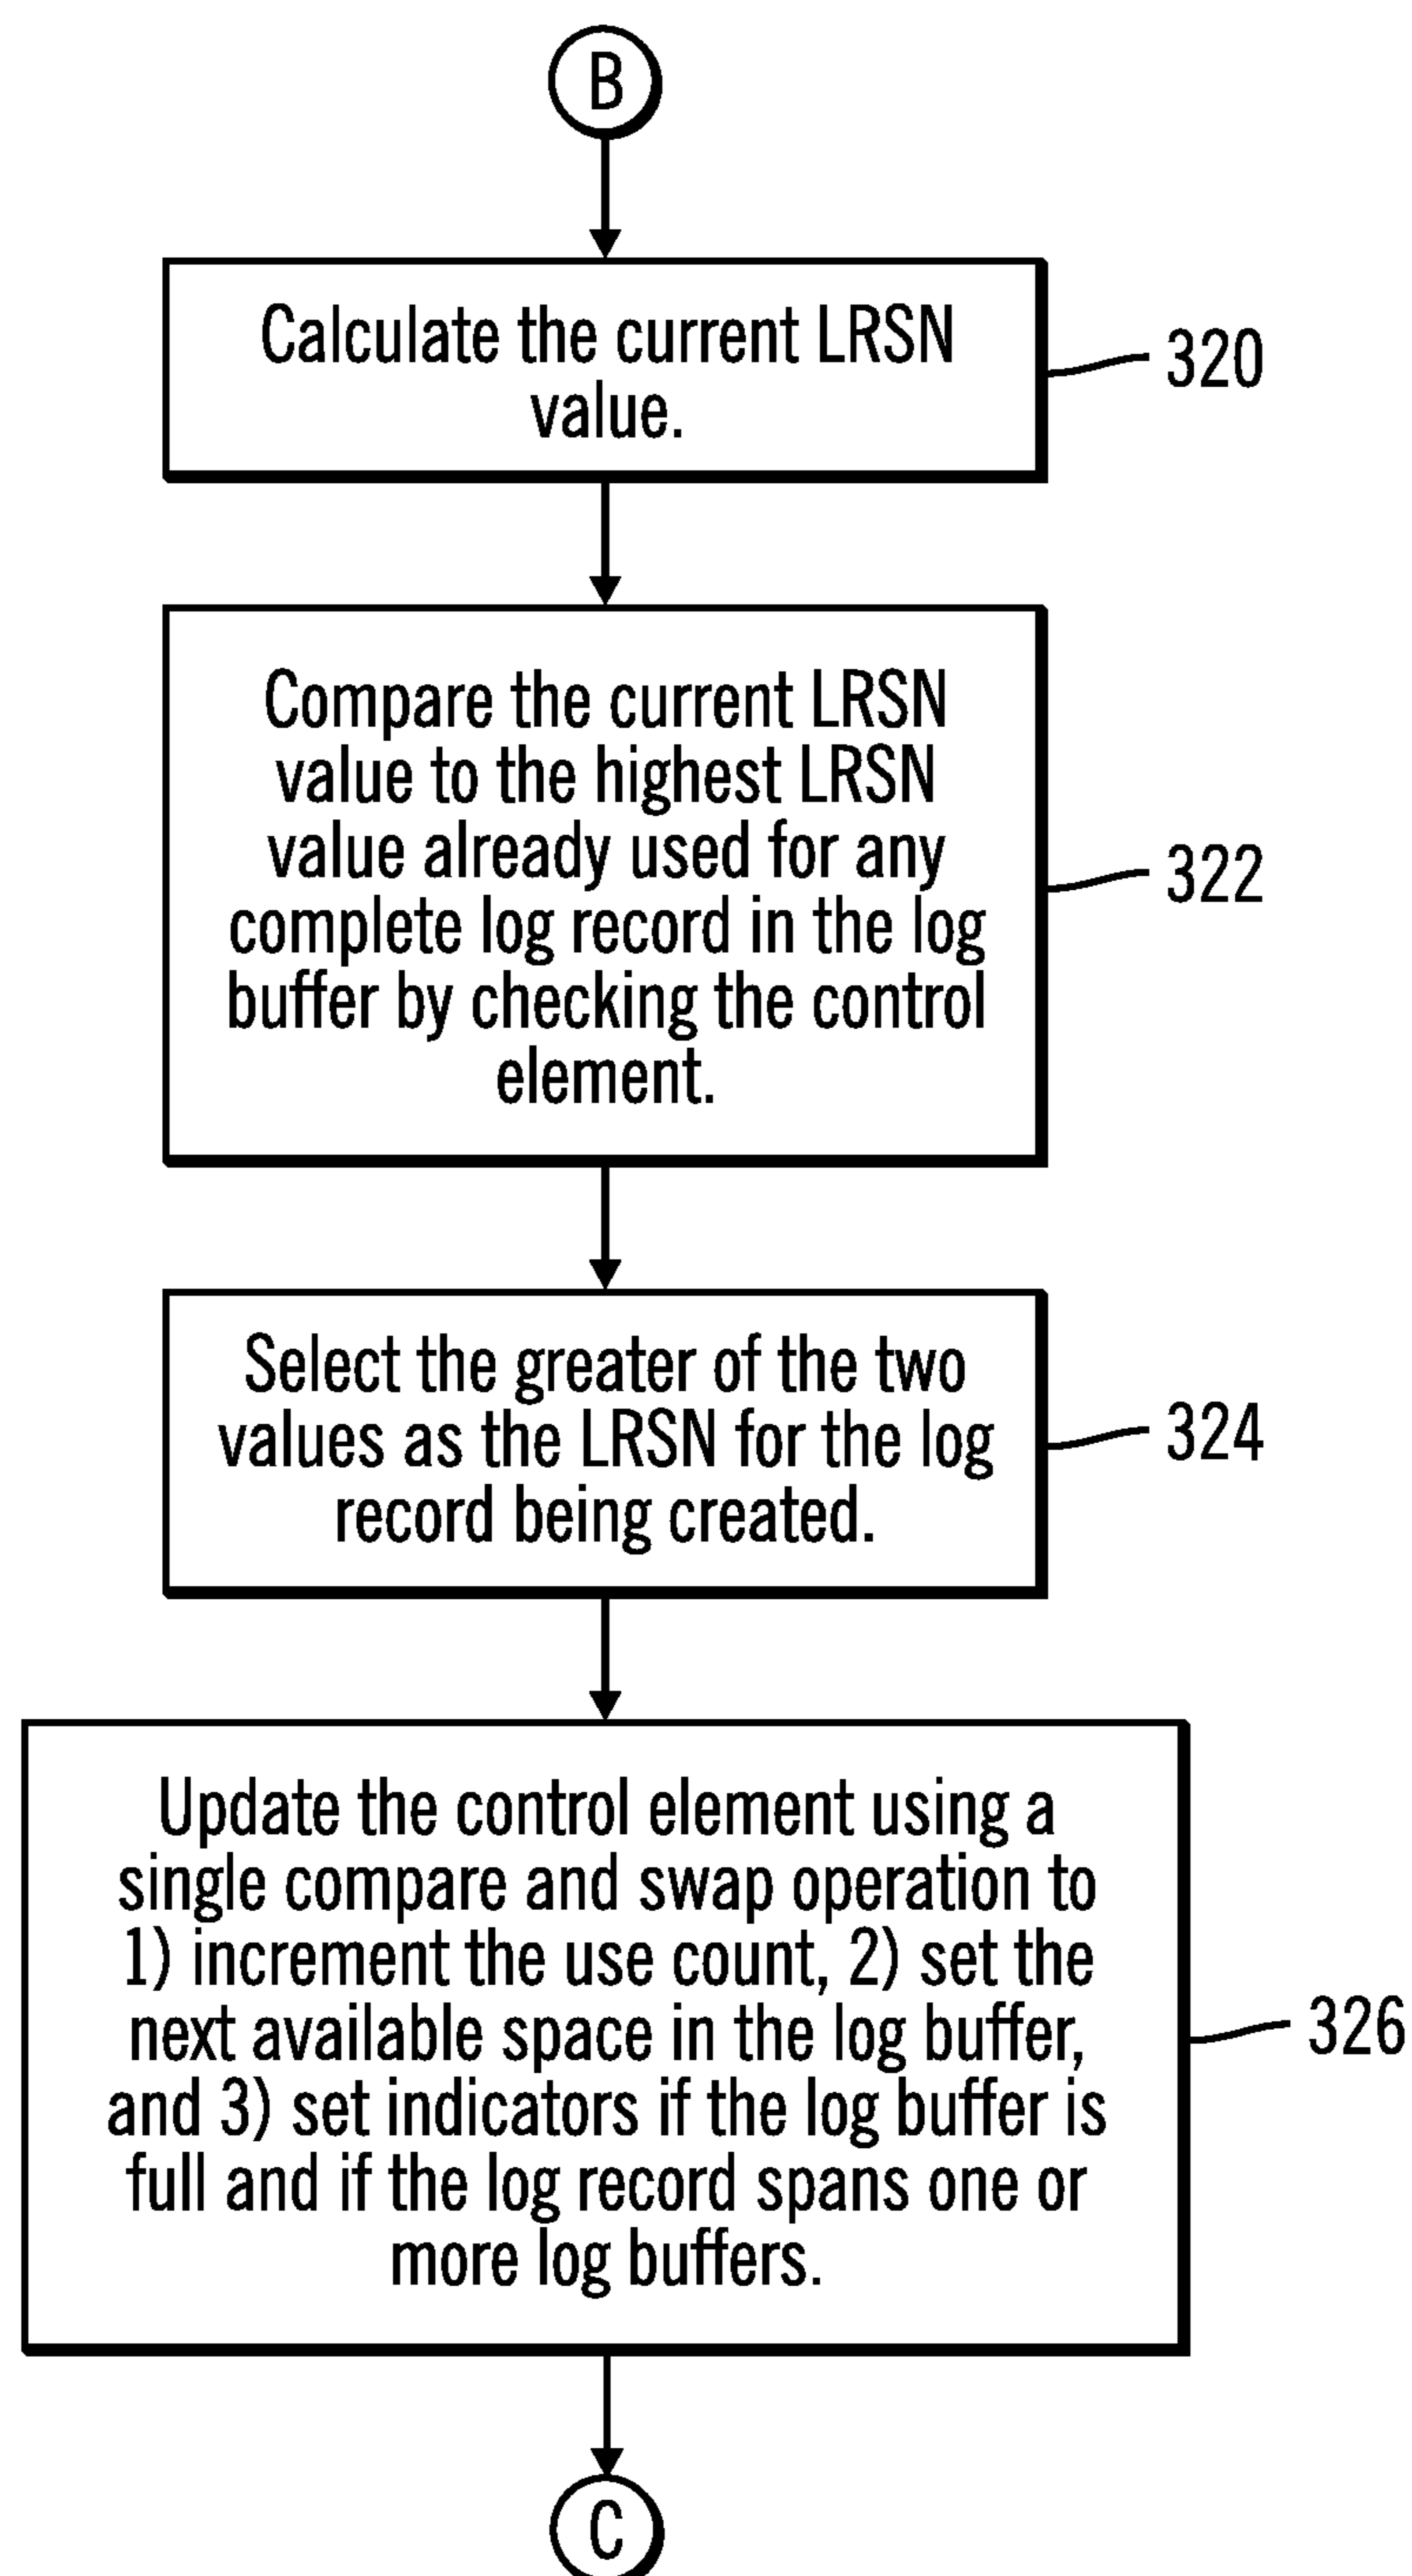 B
Calculate the current LRSN
value.
320
Compare the current LRSN
value to the highest LRSN
value already used for any
complete log record in the log
buffer by checking the control
element.
322
Select the greater of the two
values as the LRSN for the log
record being created.
324
Update the control element using a
single compare and swap operation to
1) increment the use count, 2) set the
next available space in the log buffer,
and 3) set indicators if the log buffer is
full and if the log record spans one or
more log buffers.
326
C